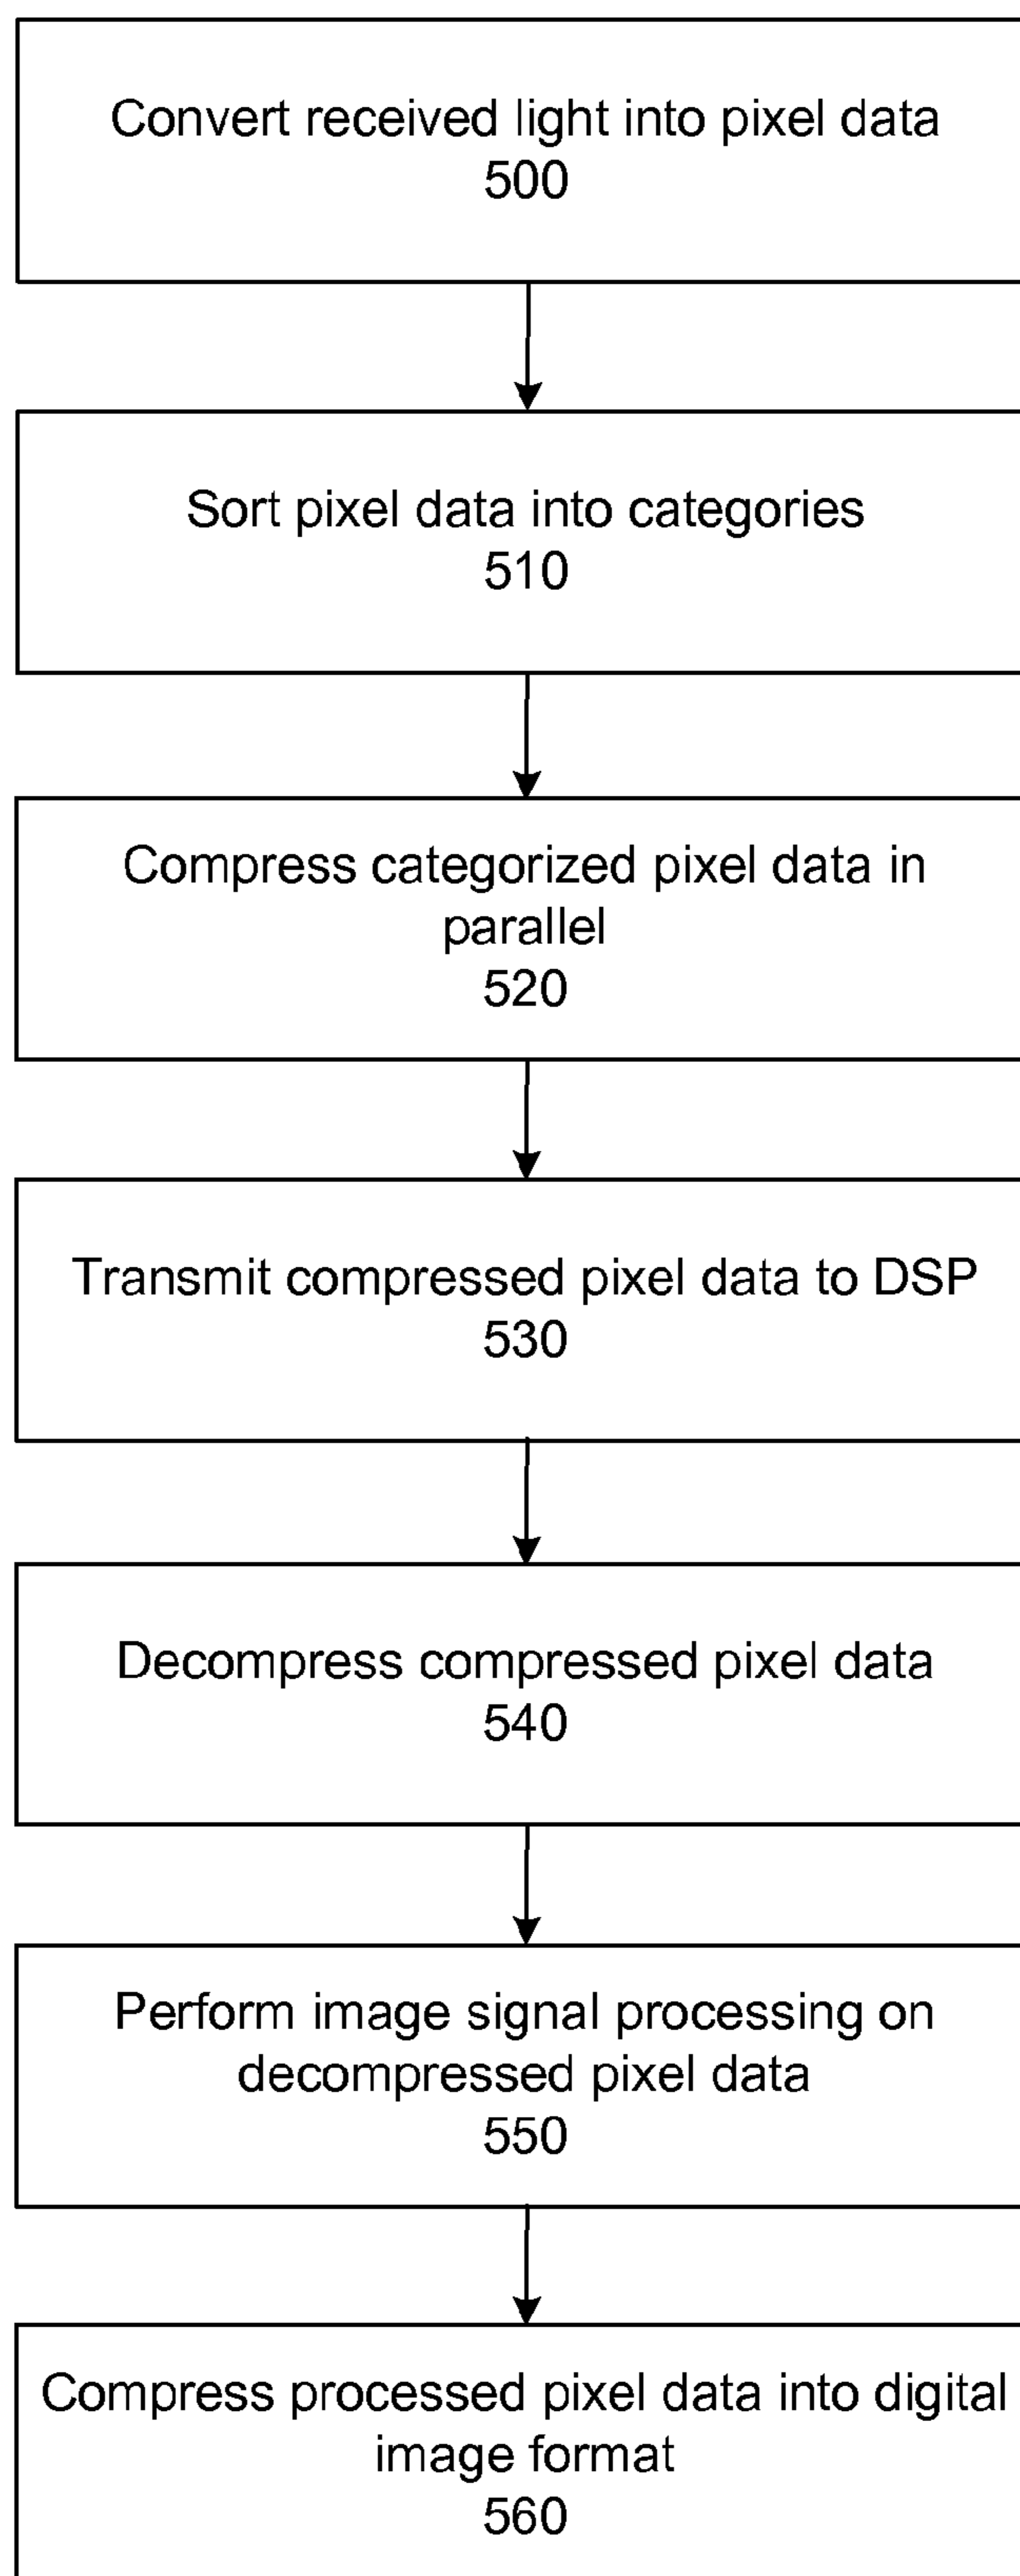 Convert received light into pixel data
500
Sort pixel data into categories
510
Compress categorized pixel data in
parallel
520
Transmit compressed pixel data to DSP
530
Decompress compressed pixel data
540
Perform image signal processing on
decompressed pixel data
550
Compress processed pixel data into digital
image format
560